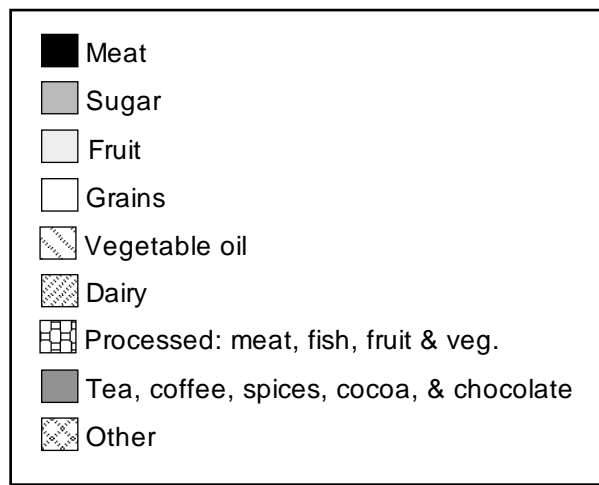 Meat
Sugar
Fruit
Grains
Vegetable oil
Dairy
Processed: meat, fish, fruit & veg.
Tea, coffee, spices, cocoa, & chocolate
Other